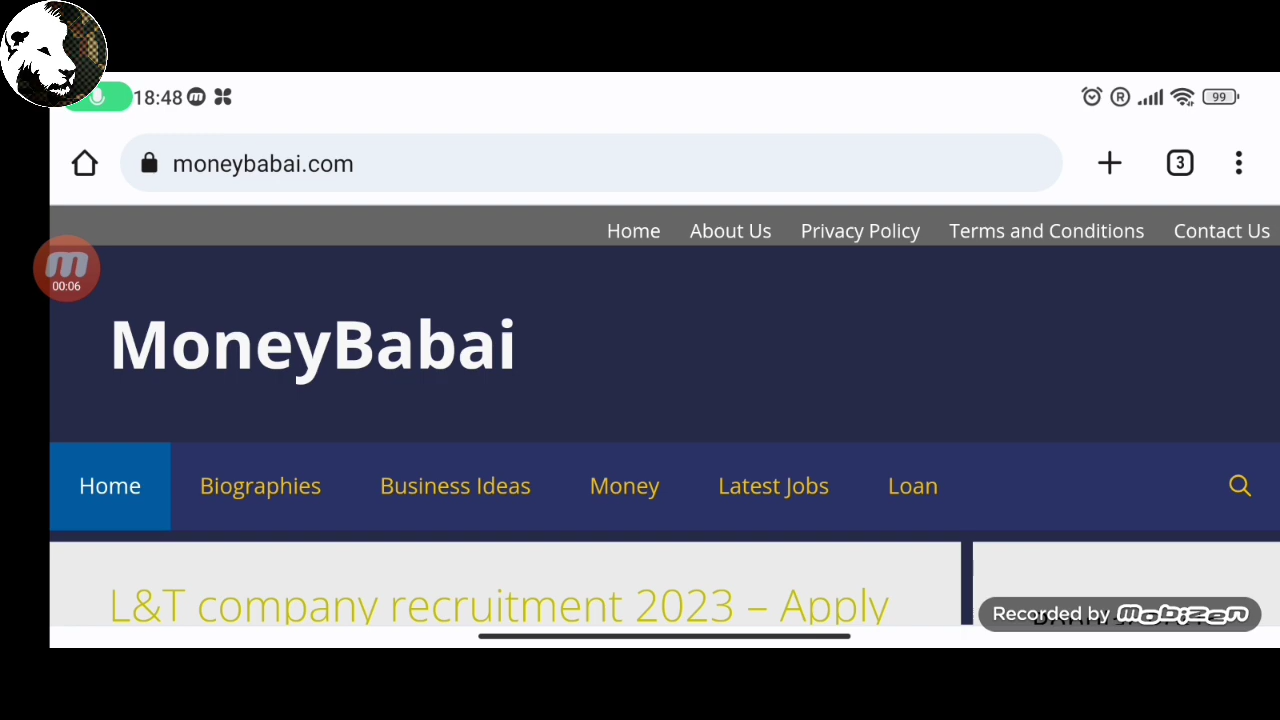 18:48 99
moneybabai.com 3
Home About Us Privacy Policy Terms and Conditions Contact Us
00:06
MoneyBabai
Home Biographies Business Ideas Money Latest Jobs Loan
L&T company recruitment 2023 – Apply
Recorded by mobizen